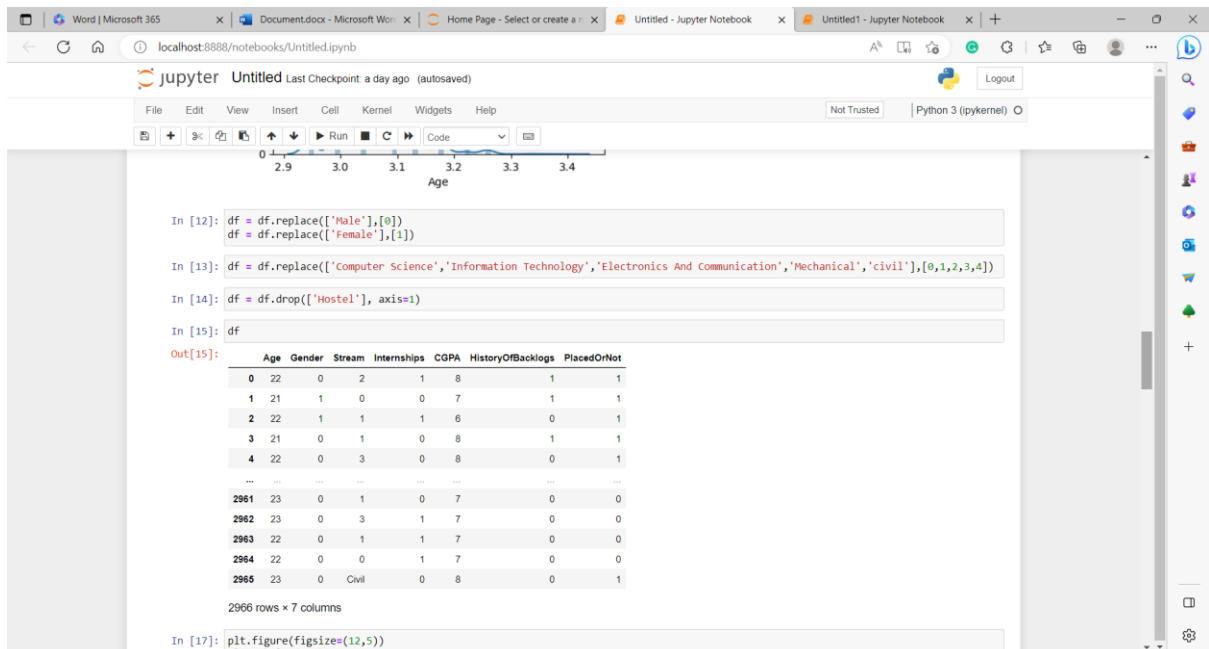 Word | Microsoft 365
Document.docx - Microsoft Wor
Home Page - Select or create a n
Untitled - Jupyter Notebook
Untitled1 - Jupyter Notebook
localhost:8888/notebooks/Untitled.ipynb
jupyter Untitled Last Checkpoint: a day ago (autosaved)
Logout
File Edit View Insert Cell Kernel Widgets Help
Not Trusted
Python 3 (ipykernel)
Run
Code
0
2.9 3.0 3.1 3.2 3.3 3.4
Age
In [12]: df = df.replace(['Male'],[0])
df = df.replace(['Female'],[1])
In [13]: df = df.replace(['Computer Science','Information Technology','Electronics And Communication','Mechanical','civil'],[0,1,2,3,4])
In [14]: df = df.drop(['Hostel'], axis=1)
In [15]: df
Out[15]:
Age Gender Stream Internships CGPA HistoryOfBacklogs PlacedOrNot
0 22 0 2 1 8 1 1
1 21 1 0 0 7 1 1
2 22 1 1 1 6 0 1
3 21 0 1 0 8 1 1
4 22 0 3 0 8 0 1
... ... ... ... ... ... ... ...
2961 23 0 1 0 7 0 0
2962 23 0 3 1 7 0 0
2963 22 0 1 1 7 0 0
2964 22 0 0 1 7 0 0
2965 23 0 Civil 0 8 0 1
2966 rows × 7 columns
In [17]: plt.figure(figsize=(12,5))